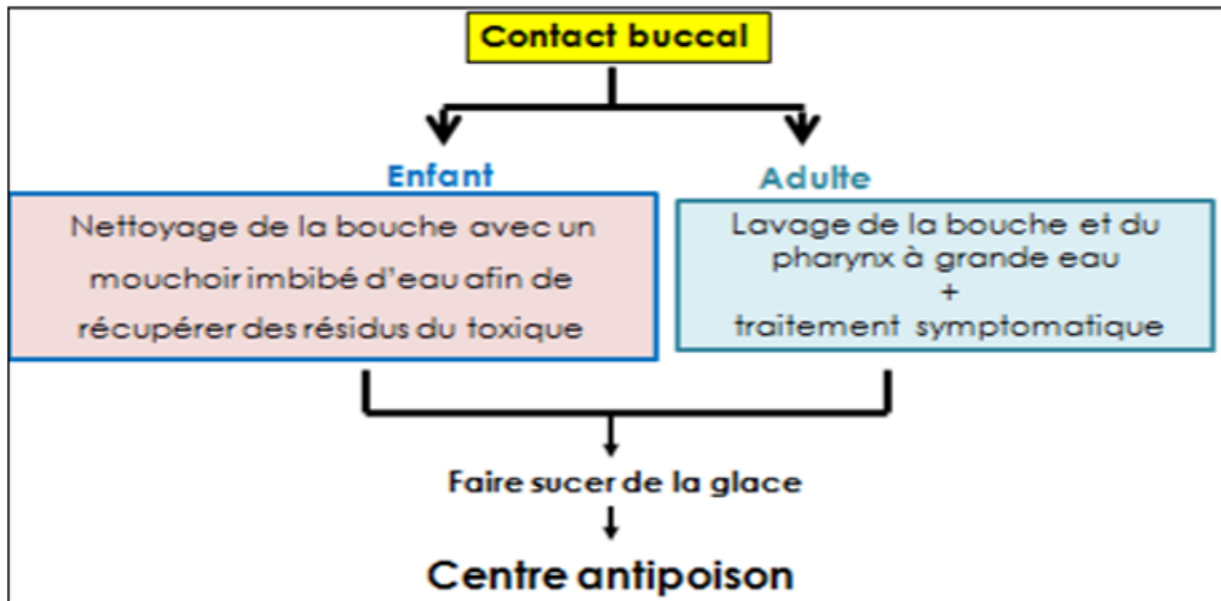 Contact buccal
Enfant
Adulte
Nettoyage de la bouche avec un
mouchoir imbibé d'eau afin de
récupérer des résidus du toxique
Lavage de la bouche et du
pharynx à grande eau
+
traitement symptomatique
Faire sucer de la glace
Centre antipoison